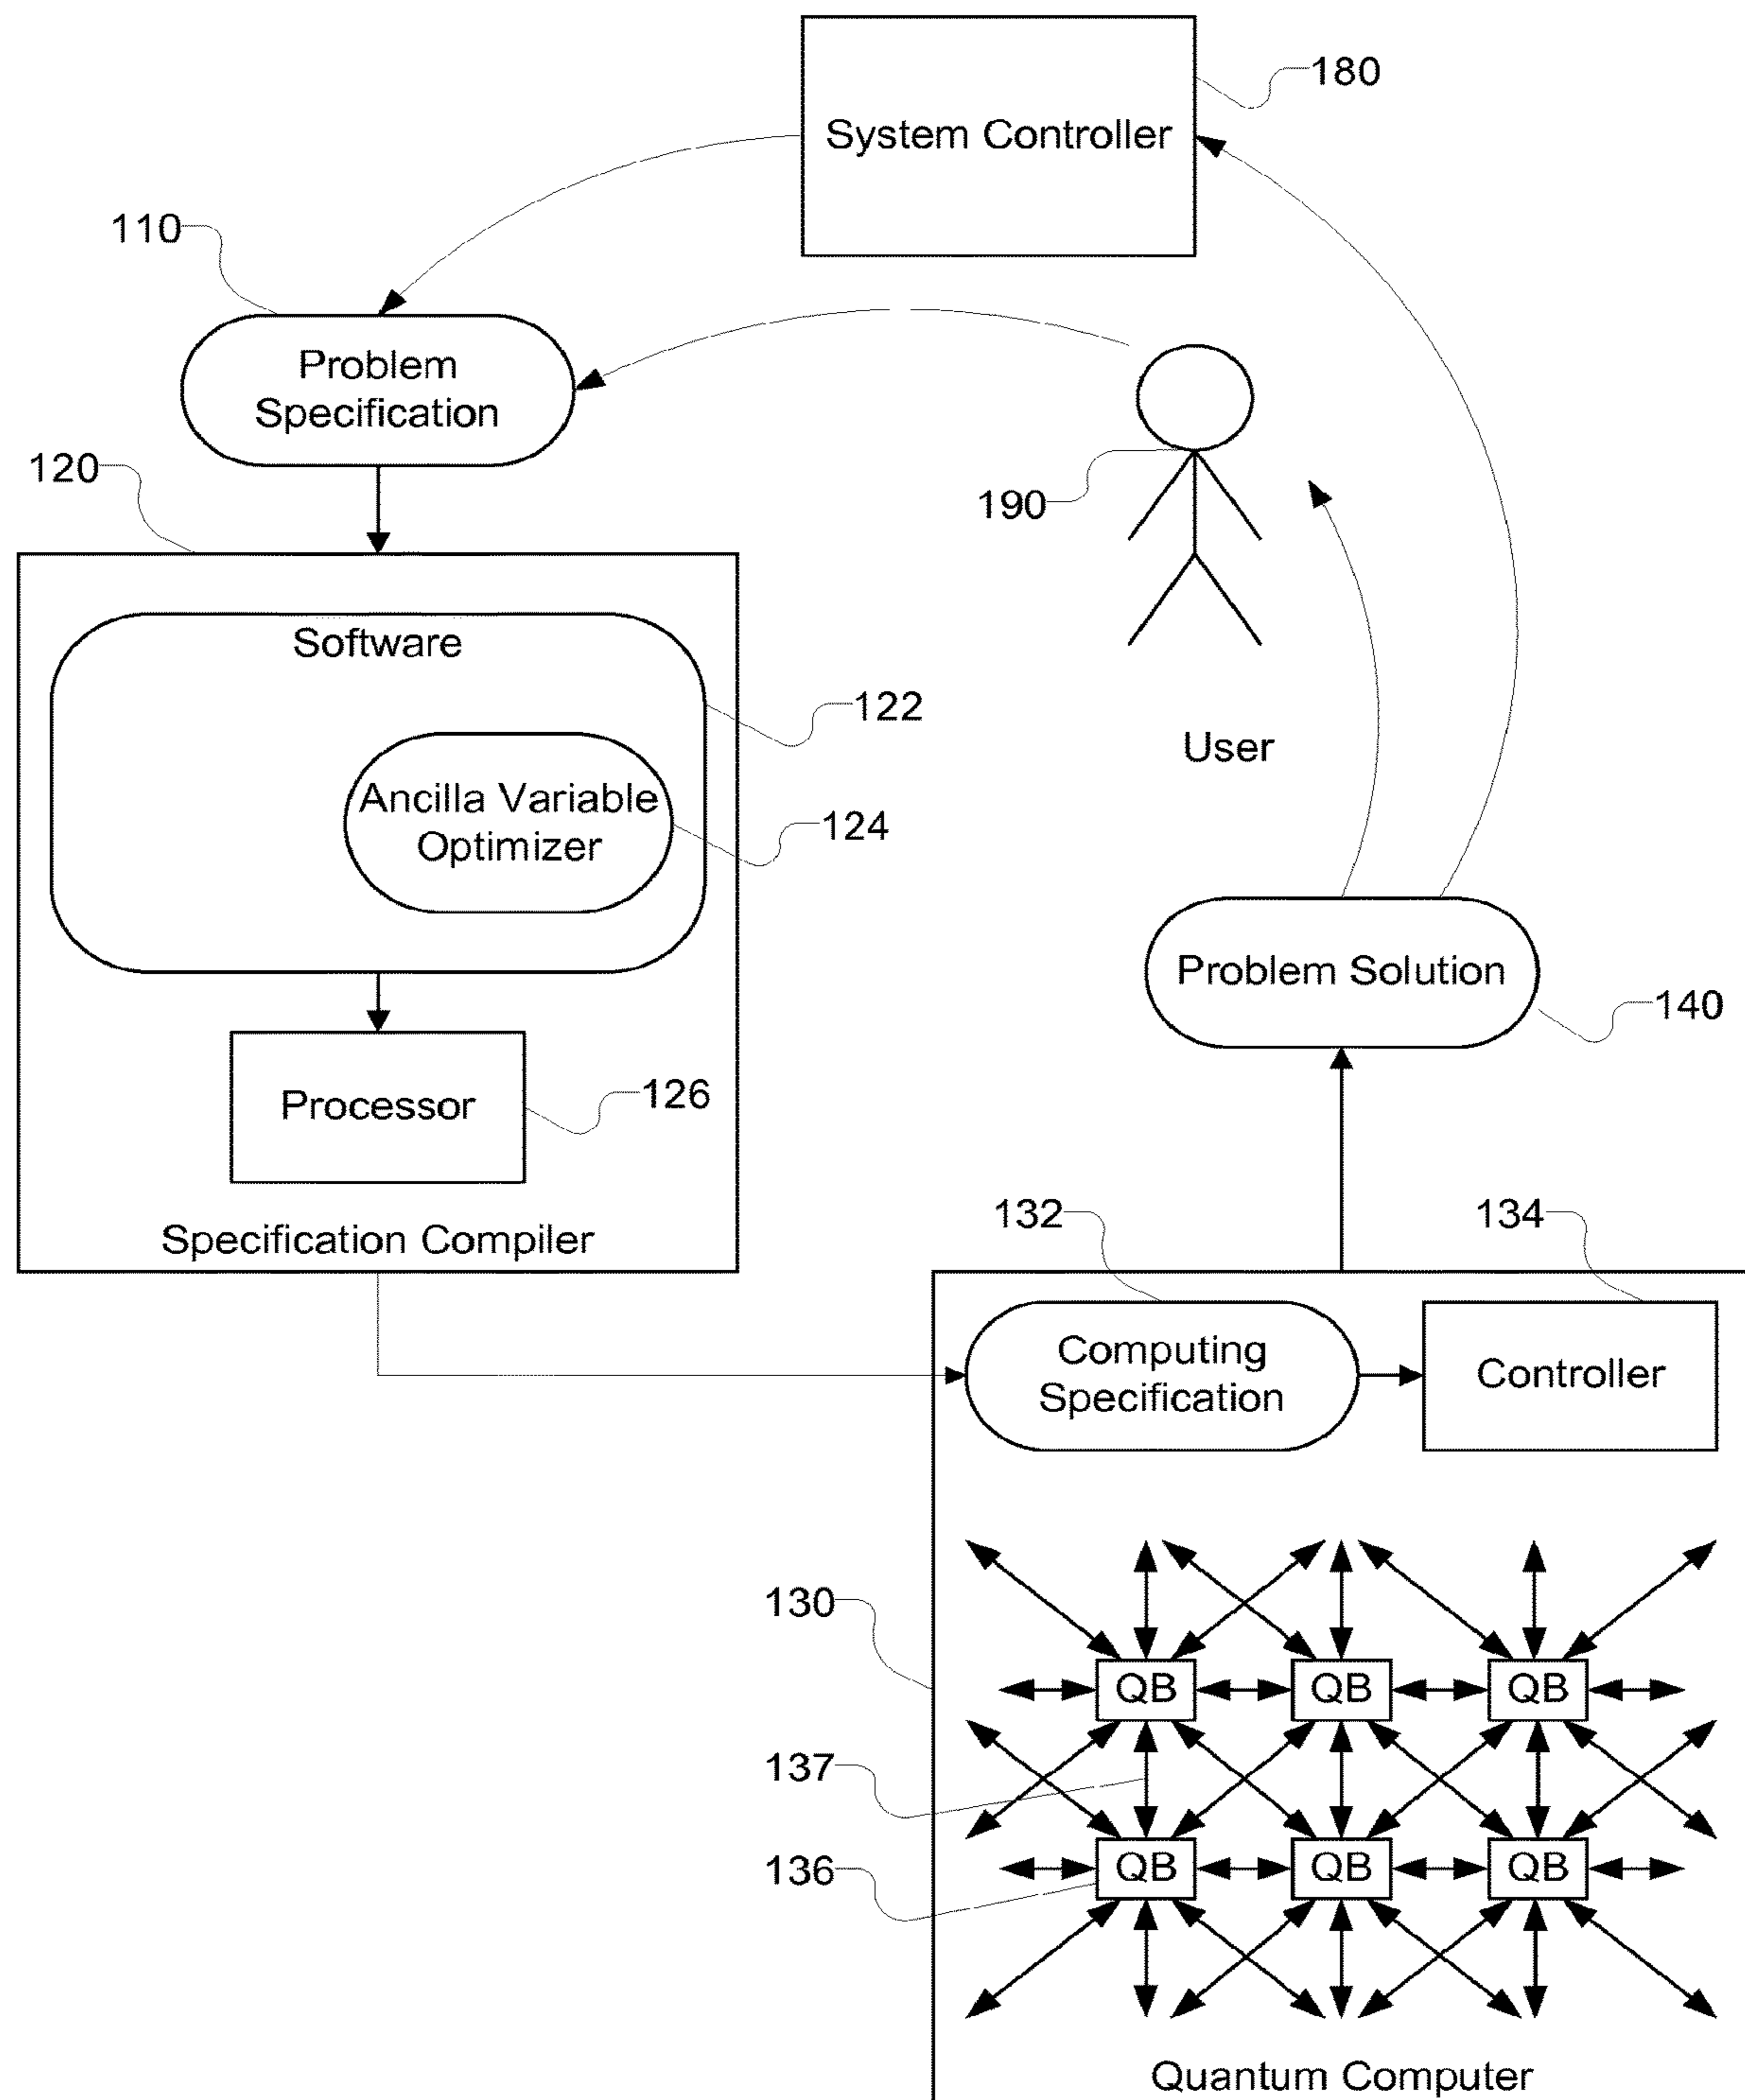 180
System Controller
110
Problem
Specification
120
190
Software
122
User
Ancilla Variable
Optimizer
124
Problem Solution
140
Processor
126
132
134
Specification Compiler
Computing
Specification
Controller
130
QB
QB
QB
137
136
QB
QB
QB
Quantum Computer